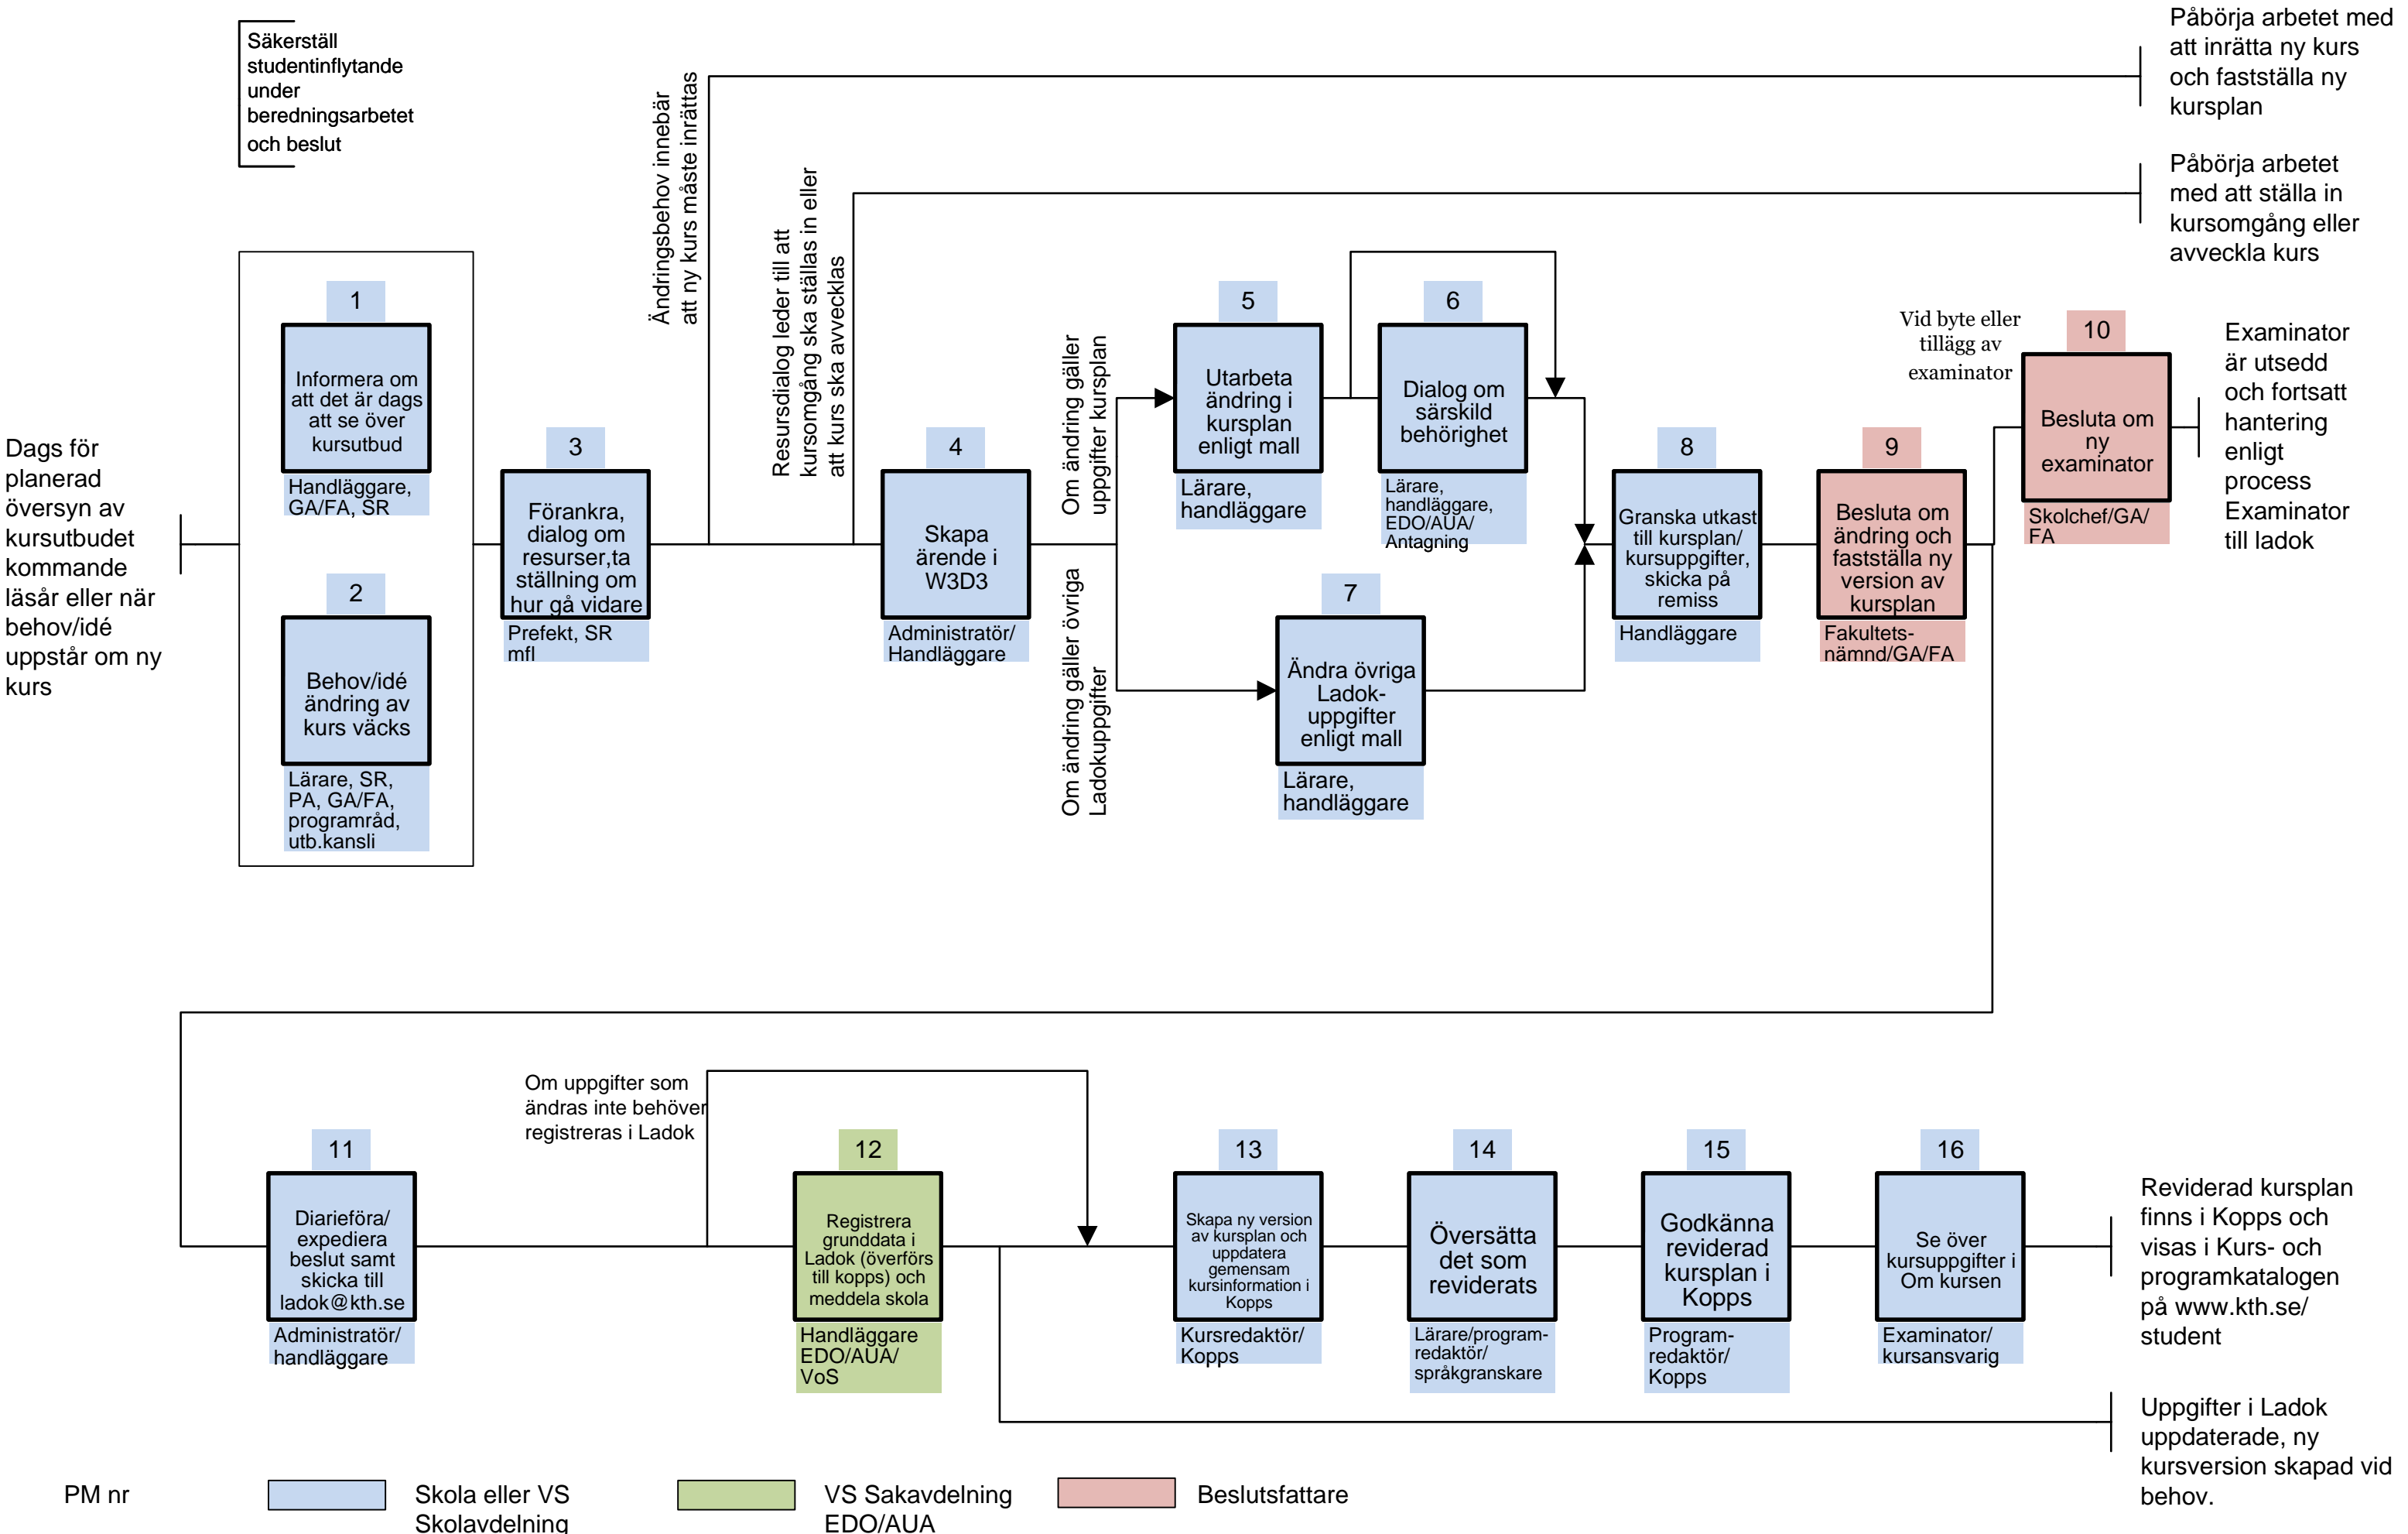 Säkerställ
studentinflytande
under
beredningsarbetet
och beslut
Påbörja arbetet med
att inrätta ny kurs
och fastställa ny
kursplan
Påbörja arbetet
med att ställa in
kursomgång eller
avveckla kurs
Ändringsbehov innebär
att ny kurs måste inrättas
Resursdialog leder till att
kursomgång ska ställas in eller
att kurs ska avvecklas
Dags för
planerad
översyn av
kursutbudet
kommande
läsår eller när
behov/idé
uppstår om ny
kurs
1
Informera om
att det är dags
att se över
kursutbud
Handläggare,
GA/FA, SR
2
Behov/idé
ändring av
kurs väcks
Lärare, SR,
PA, GA/FA,
programråd,
utb.kansli
3
Förankra,
dialog om
resurser,ta
ställning om
hur gå vidare
Prefekt, SR
mfl
4
Skapa
ärende i
W3D3
Administratör/
Handläggare
Om ändring gäller
uppgifter kursplan
Om ändring gäller övriga
Ladokuppgifter
5
Utarbeta
ändring i
kursplan
enligt mall
Lärare,
handläggare
6
Dialog om
särskild
behörighet
Lärare,
handläggare,
EDO/AUA/
Antagning
7
Ändra övriga
Ladok-
uppgifter
enligt mall
Lärare,
handläggare
8
Granska utkast
till kursplan/
kursuppgifter,
skicka på
remiss
Handläggare
9
Besluta om
ändring och
fastställa ny
version av
kursplan
Fakultets-
nämnd/GA/FA
Vid byte eller
tillägg av
examinator
10
Besluta om
ny
examinator
Skolchef/GA/
FA
Examinator
är utsedd
och fortsatt
hantering
enligt
process
Examinator
till ladok
11
Diarieföra/
expediera
beslut samt
skicka till
ladok@kth.se
Administratör/
handläggare
Om uppgifter som
ändras inte behöver
registreras i Ladok
12
Registrera
grunddata i
Ladok (överförs
till kopps) och
meddela skola
Handläggare
EDO/AUA/
VoS
13
Skapa ny version
av kursplan och
uppdatera
gemensam
kursinformation i
Kopps
Kursredaktör/
Kopps
14
Översätta
det som
reviderats
Lärare/program-
redaktör/
språkgranskare
15
Godkänna
reviderad
kursplan i
Kopps
Program-
redaktör/
Kopps
16
Se över
kursuppgifter i
Om kursen
Examinator/
kursansvarig
Reviderad kursplan
finns i Kopps och
visas i Kurs- och
programkatalogen
på www.kth.se/
student
Uppgifter i Ladok
uppdaterade, ny
kursversion skapad vid
behov.
PM nr
Skola eller VS
Skolavdelning
VS Sakavdelning
EDO/AUA
Beslutsfattare